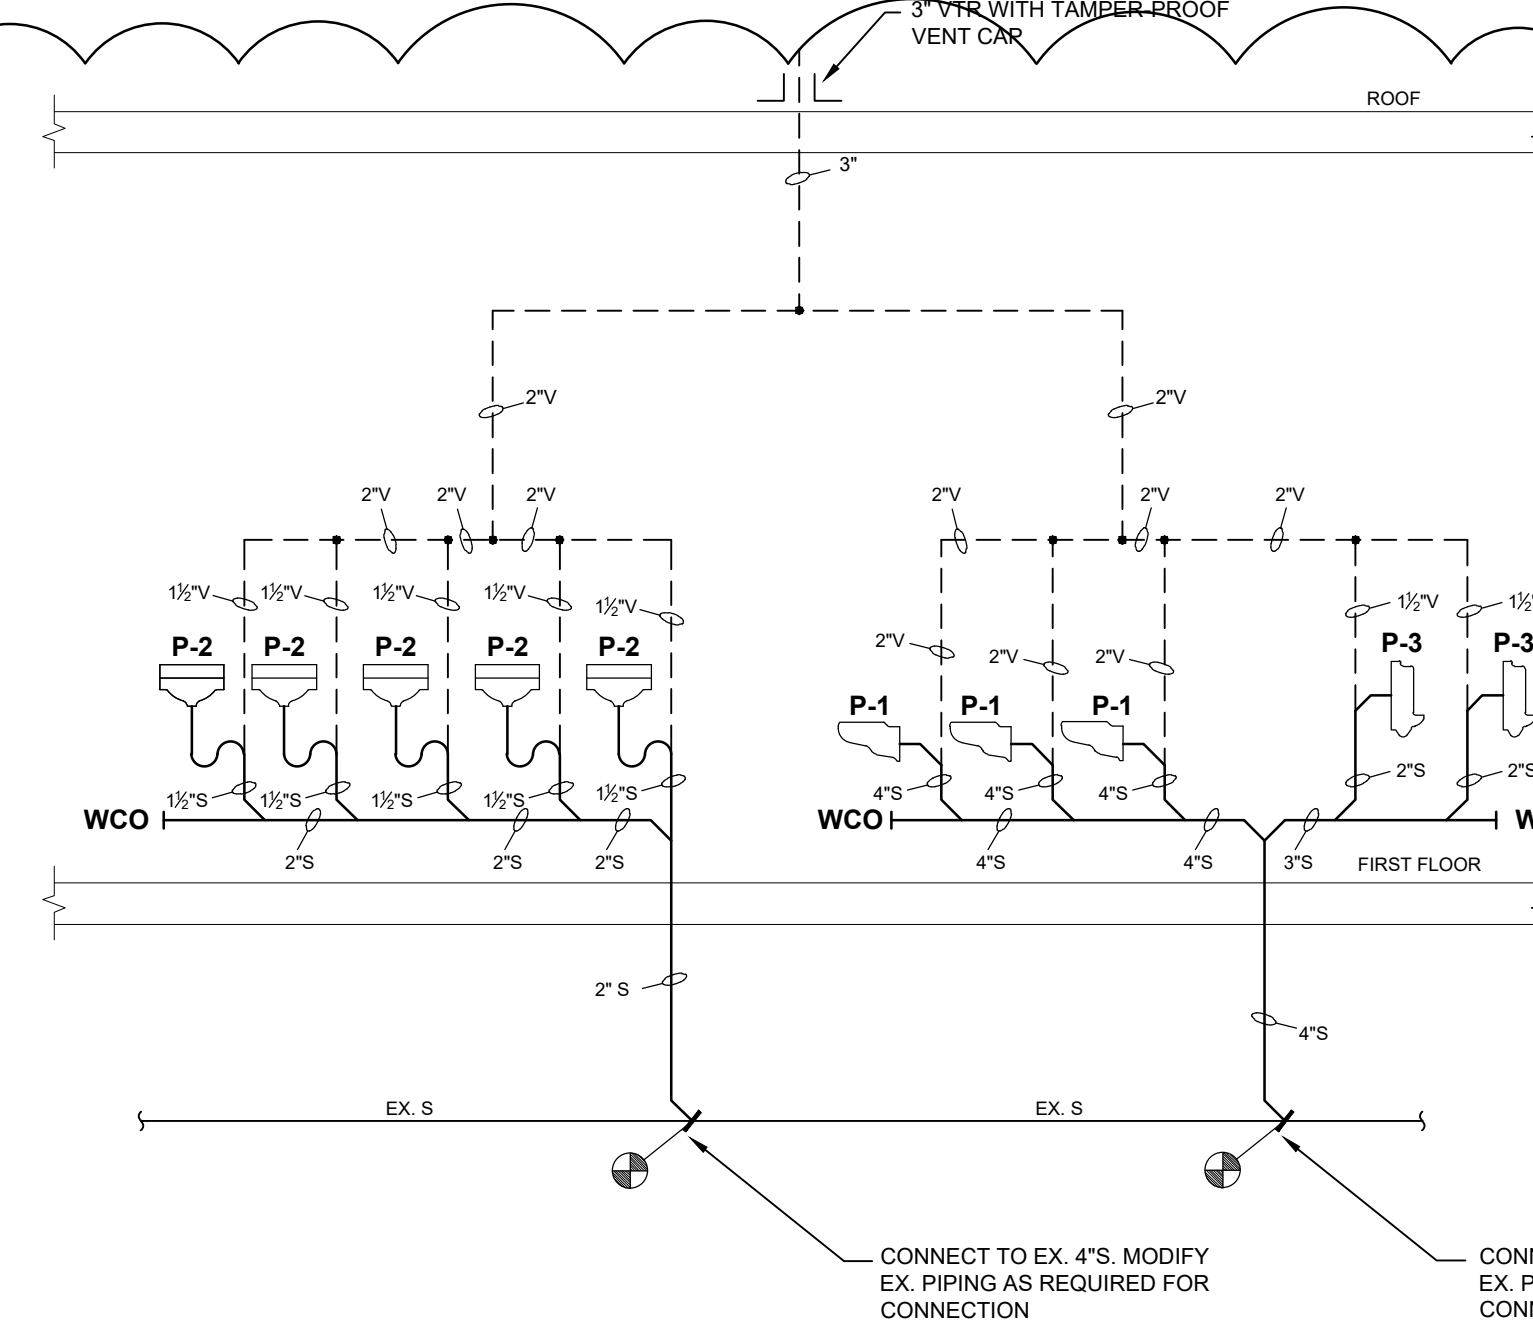 3" VTR WITH TAMPER-PROOF
VENT CAP
ROOF
3"
2"V
2"V
2"V
2"V
2"V
2"V
2"V
2"V
1½"V
1½"V
1½"V
1½"V
1½"V
1½"V
1½"
2"V
2"V
2"V
P-2
P-2
P-2
P-2
P-2
P-3
P-3
P-1
P-1
P-1
1½"S
1½"S
1½"S
1½"S
1½"S
4"S
4"S
4"S
2"S
2"S
WCO
WCO
2"S
2"S
2"S
4"S
4"S
3"S
FIRST FLOOR
2" S
4"S
EX. S
EX. S
CONNECT TO EX. 4"S. MODIFY
EX. PIPING AS REQUIRED FOR
CONNECTION
EX.